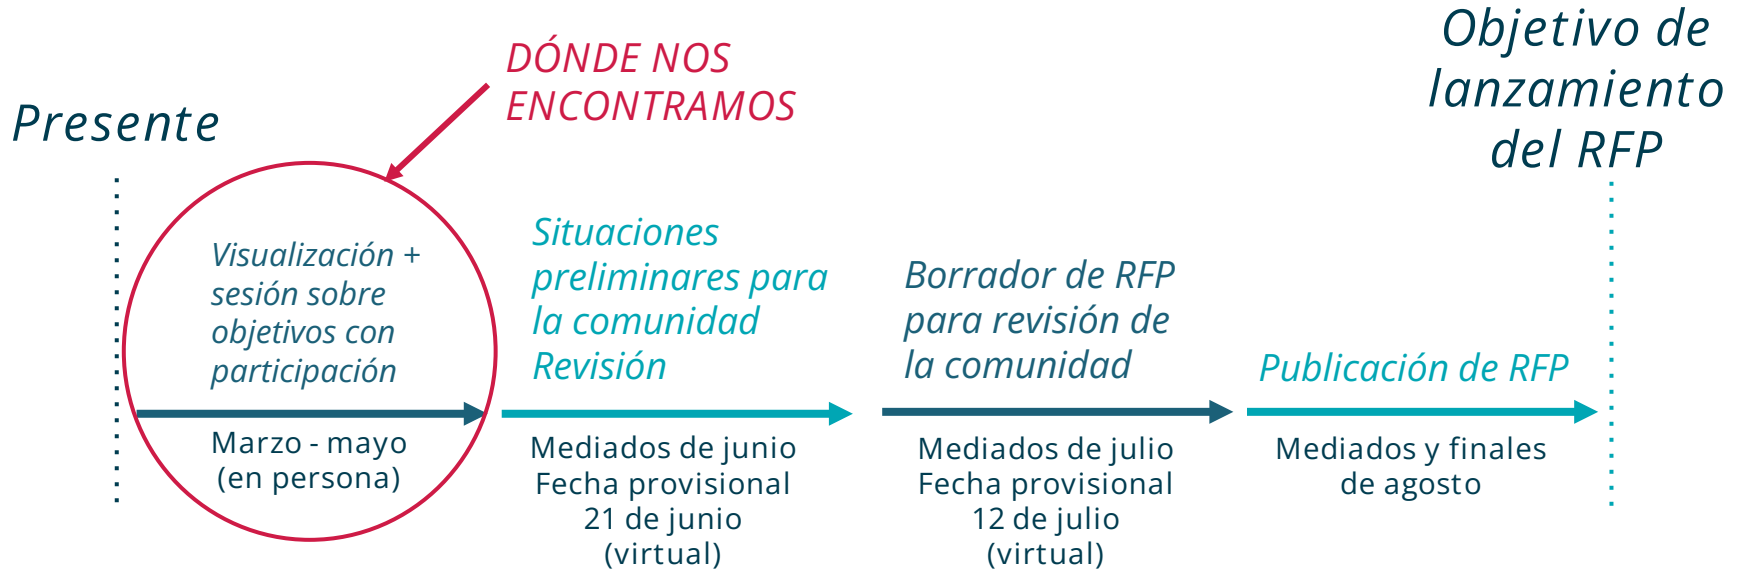 Presente
DÓNDE NOS
ENCONTRAMOS
Objetivo de
lanzamiento
del RFP
Visualización +
sesión sobre
objetivos con
participación
Marzo - mayo
(en persona)
Situaciones
preliminares para
la comunidad
Revisión
Mediados de junio
Fecha provisional
21 de junio
(virtual)
Borrador de RFP
para revisión de
la comunidad
Mediados de julio
Fecha provisional
12 de julio
(virtual)
Publicación de RFP
Mediados y finales
de agosto